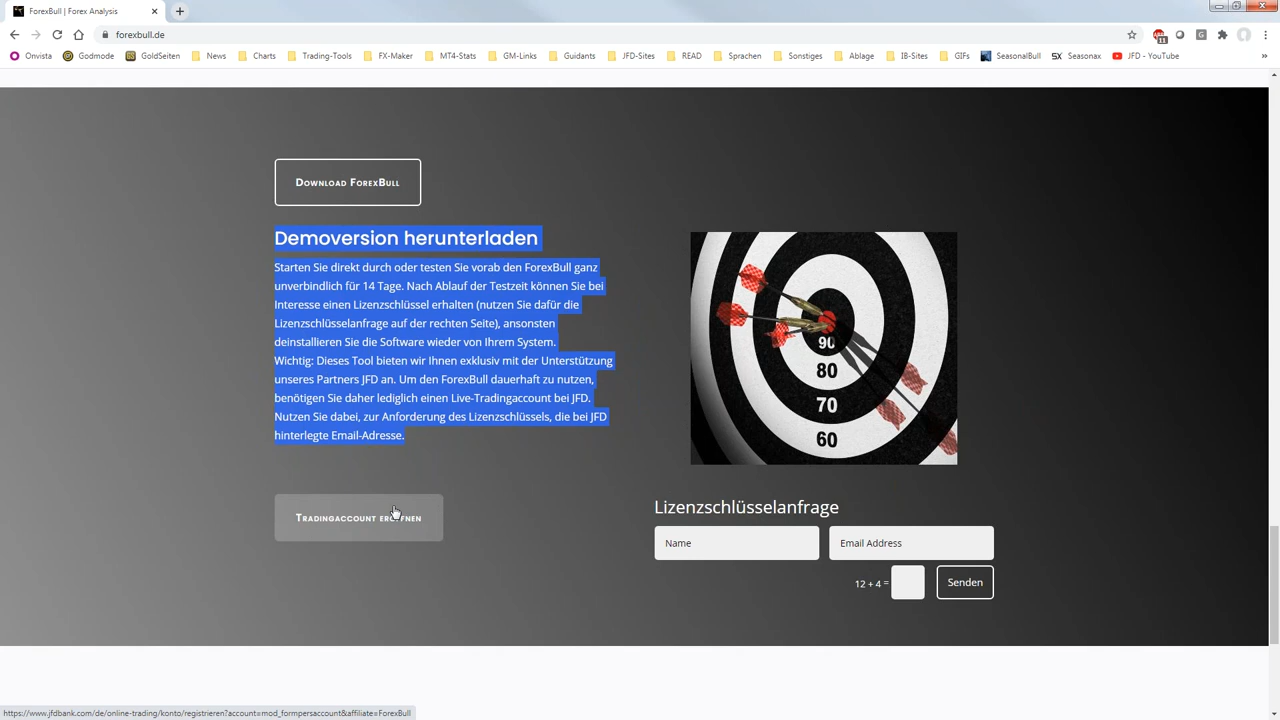 ForexBull | Forex Analysis
forexbull.de
11
Onvista
Godmode
GoldSeiten
News
Charts
Trading-Tools
FX-Maker
MT4-Stats
GM-Links
Guidants
JFD-Sites
READ
Sprachen
Sonstiges
Ablage
IB-Sites
GIFs
SeasonalBull
SX Seasonax
JFD - YouTube
»
Download ForexBull
Demoversion herunterladen
Starten Sie direkt durch oder testen Sie vorab den ForexBull ganz
unverbindlich für 14 Tage. Nach Ablauf der Testzeit können Sie bei
Interesse einen Lizenzschlüssel erhalten (nutzen Sie dafür die
Lizenzschlüsselanfrage auf der rechten Seite), ansonsten
deinstallieren Sie die Software wieder von Ihrem System.
Wichtig: Dieses Tool bieten wir Ihnen exklusiv mit der Unterstützung
unseres Partners JFD an. Um den ForexBull dauerhaft zu nutzen,
benötigen Sie daher lediglich einen Live-Tradingaccount bei JFD.
Nutzen Sie dabei, zur Anforderung des Lizenzschlüssels, die bei JFD
hinterlegte Email-Adresse.
Tradingaccount eröffnen
90
80
70
60
Lizenzschlüsselanfrage
Name
Email Address
12 + 4 =
Senden
https://www.jfdbank.com/de/online-trading/konto/registrieren?account=mod_formpersaccount&affiliate=ForexBull